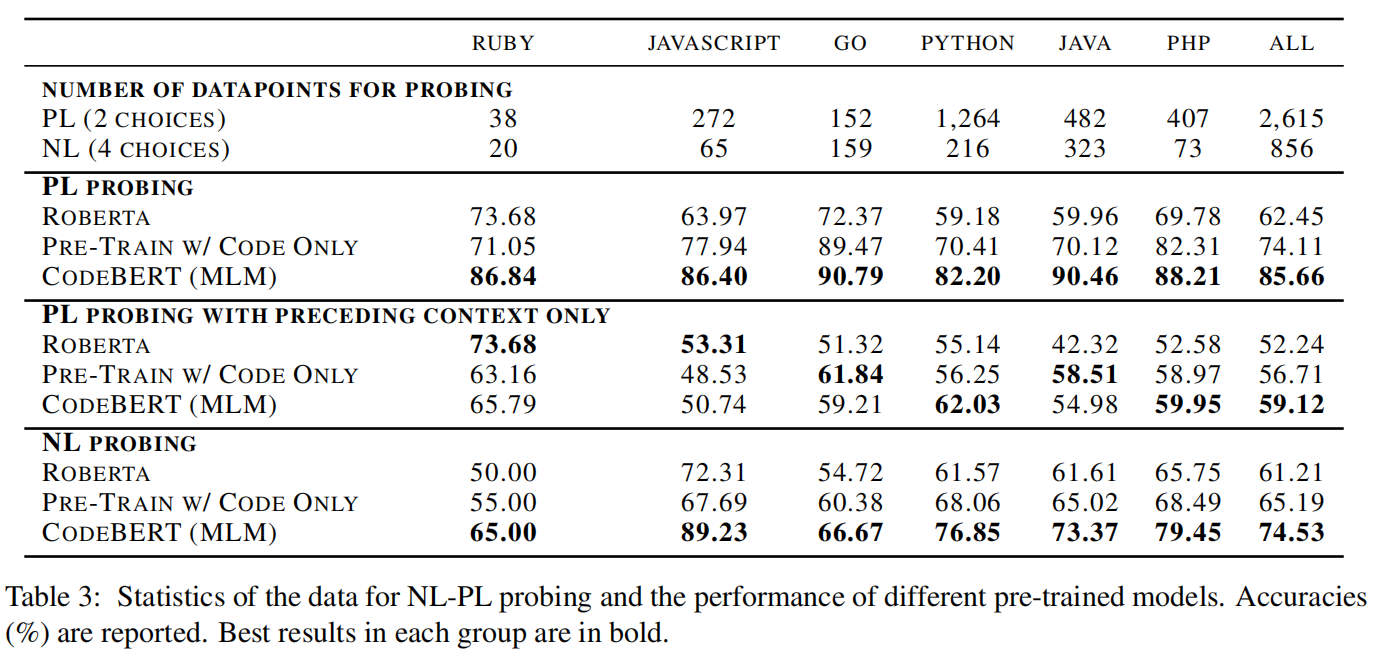 RUBY JAVASCRIPT GO PYTHON JAVA PHP ALL
NUMBER OF DATAPOINTS FOR PROBING
PL (2 CHOICES) 38 272 152 1,264 482 407 2,615
NL (4 CHOICES) 20 65 159 216 323 73 856
PL PROBING
ROBERTA 73.68 63.97 72.37 59.18 59.96 69.78 62.45
PRE-TRAIN W/ CODE ONLY 71.05 77.94 89.47 70.41 70.12 82.31 74.11
CODEBERT (MLM) 86.84 86.40 90.79 82.20 90.46 88.21 85.66
PL PROBING WITH PRECEDING CONTEXT ONLY
ROBERTA 73.68 53.31 51.32 55.14 42.32 52.58 52.24
PRE-TRAIN W/ CODE ONLY 63.16 48.53 61.84 56.25 58.51 58.97 56.71
CODEBERT (MLM) 65.79 50.74 59.21 62.03 54.98 59.95 59.12
NL PROBING
ROBERTA 50.00 72.31 54.72 61.57 61.61 65.75 61.21
PRE-TRAIN W/ CODE ONLY 55.00 67.69 60.38 68.06 65.02 68.49 65.19
CODEBERT (MLM) 65.00 89.23 66.67 76.85 73.37 79.45 74.53
Table 3: Statistics of the data for NL-PL probing and the performance of different pre-trained models. Accuracies
(%) are reported. Best results in each group are in bold.